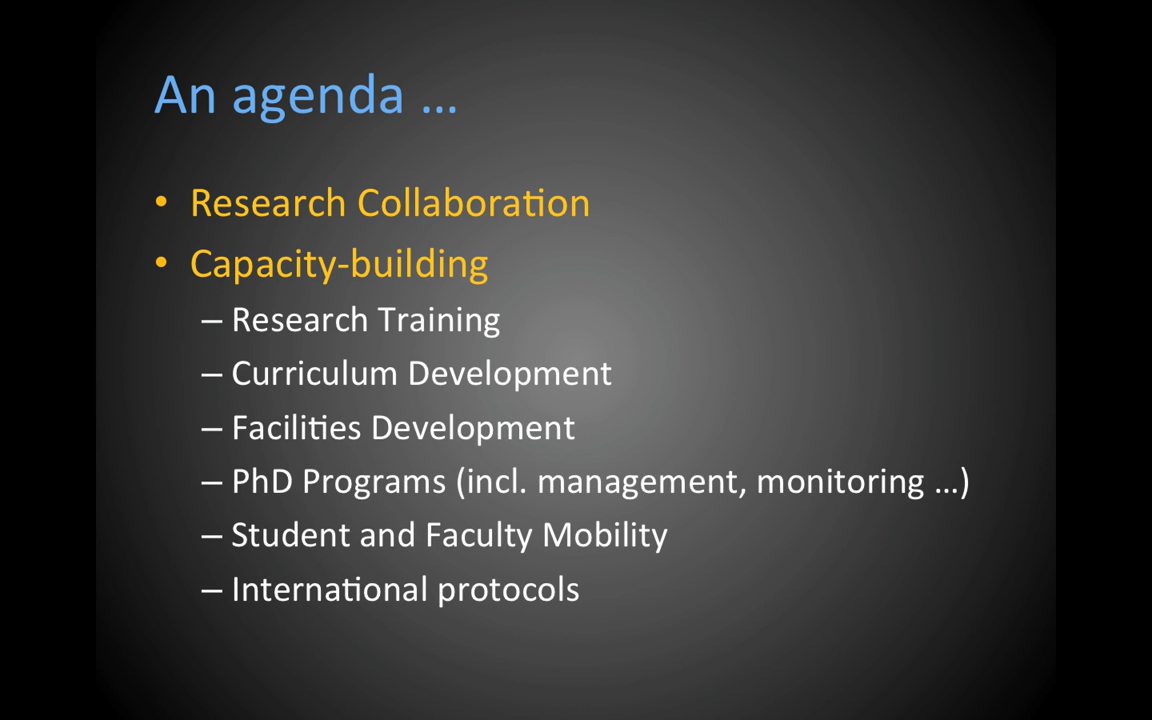 An agenda ...
• Research Collaboration
• Capacity-building
– Research Training
– Curriculum Development
– Facilities Development
– PhD Programs (incl. management, monitoring ...)
– Student and Faculty Mobility
– International protocols